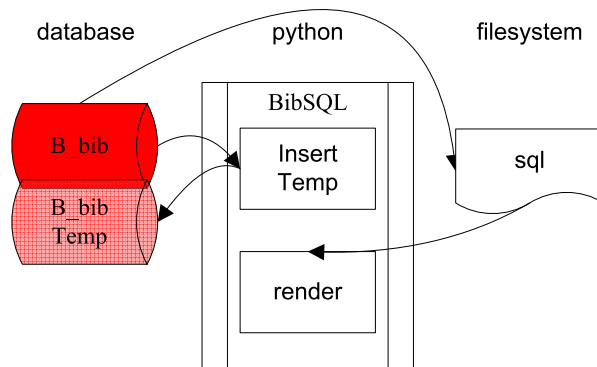 database
python
filesystem
BibSQL
B_bib
Insert
Temp
sql
B_bib
Temp
render